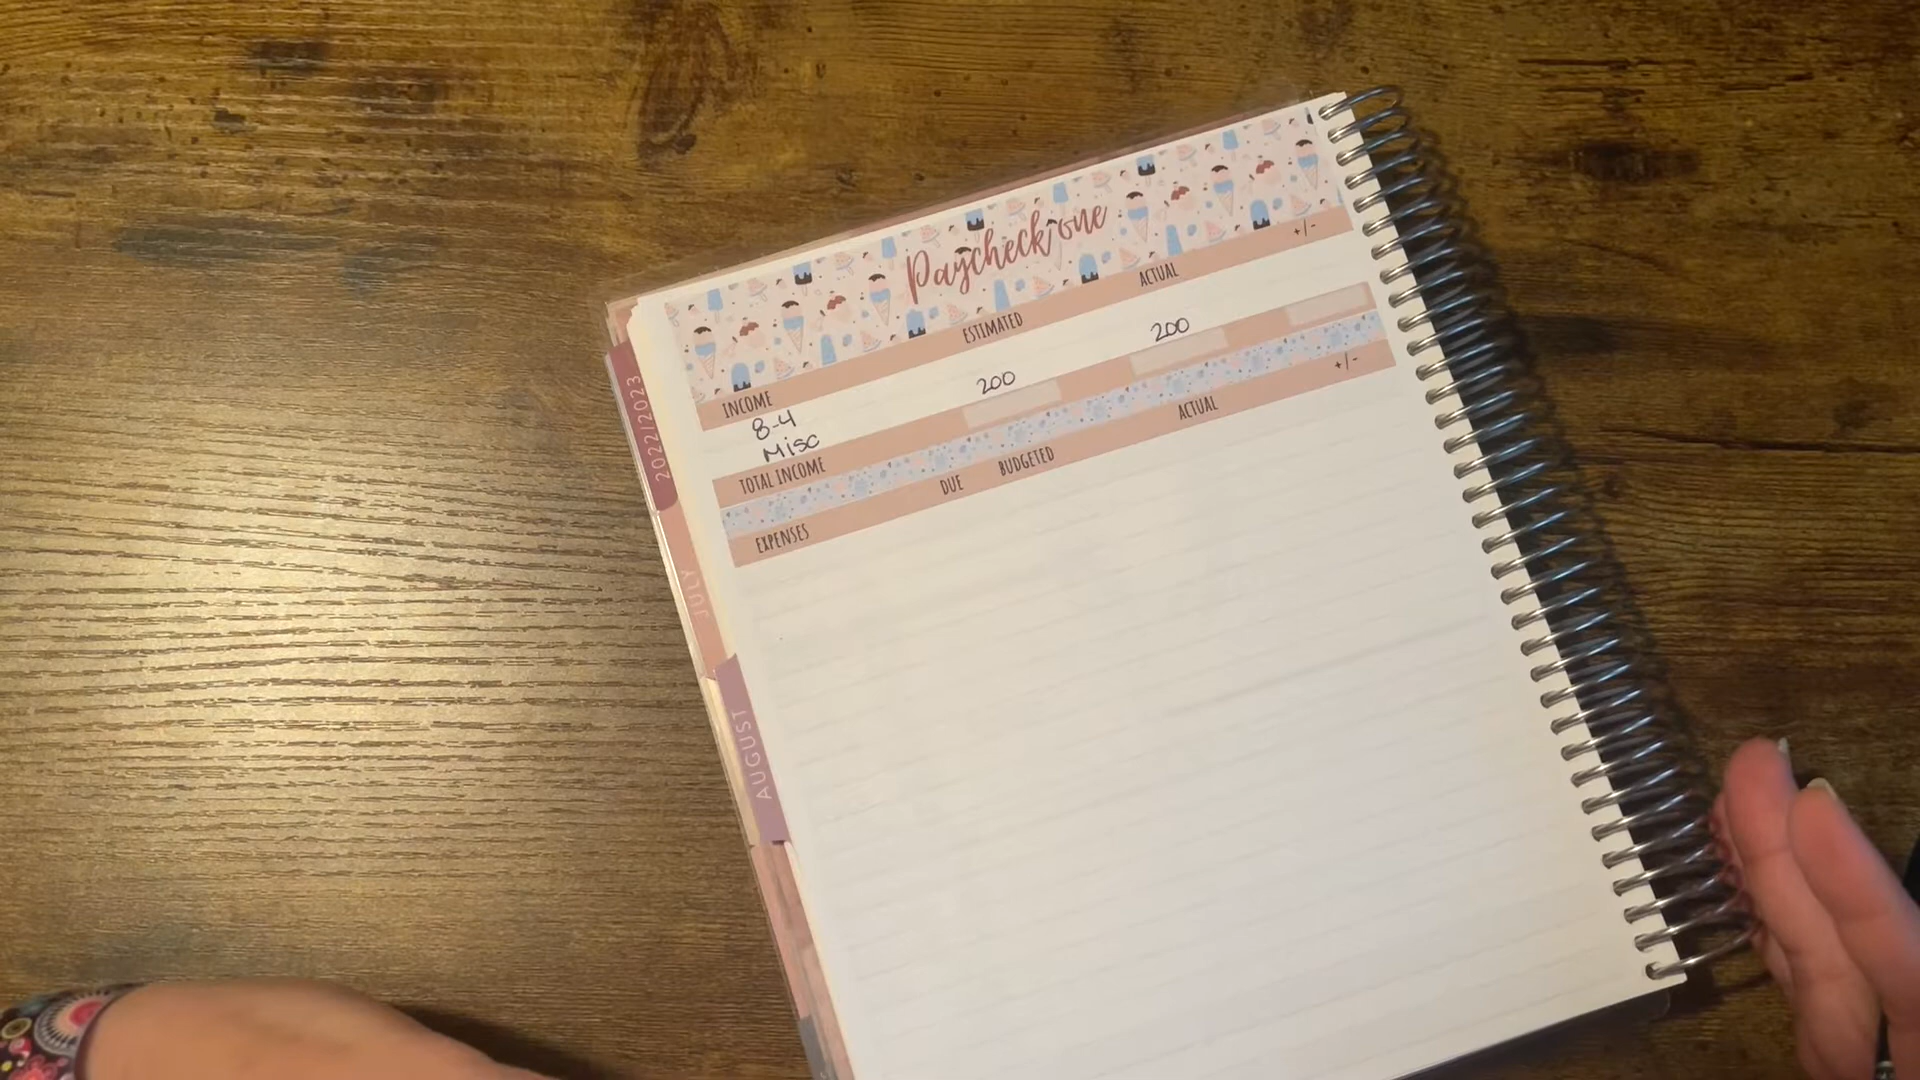 Paycheck one
INCOME ESTIMATED ACTUAL +/-
8-4
Misc 200 200
TOTAL INCOME
EXPENSES DUE BUDGETED ACTUAL +/-
2022/2023
JULY
AUGUST